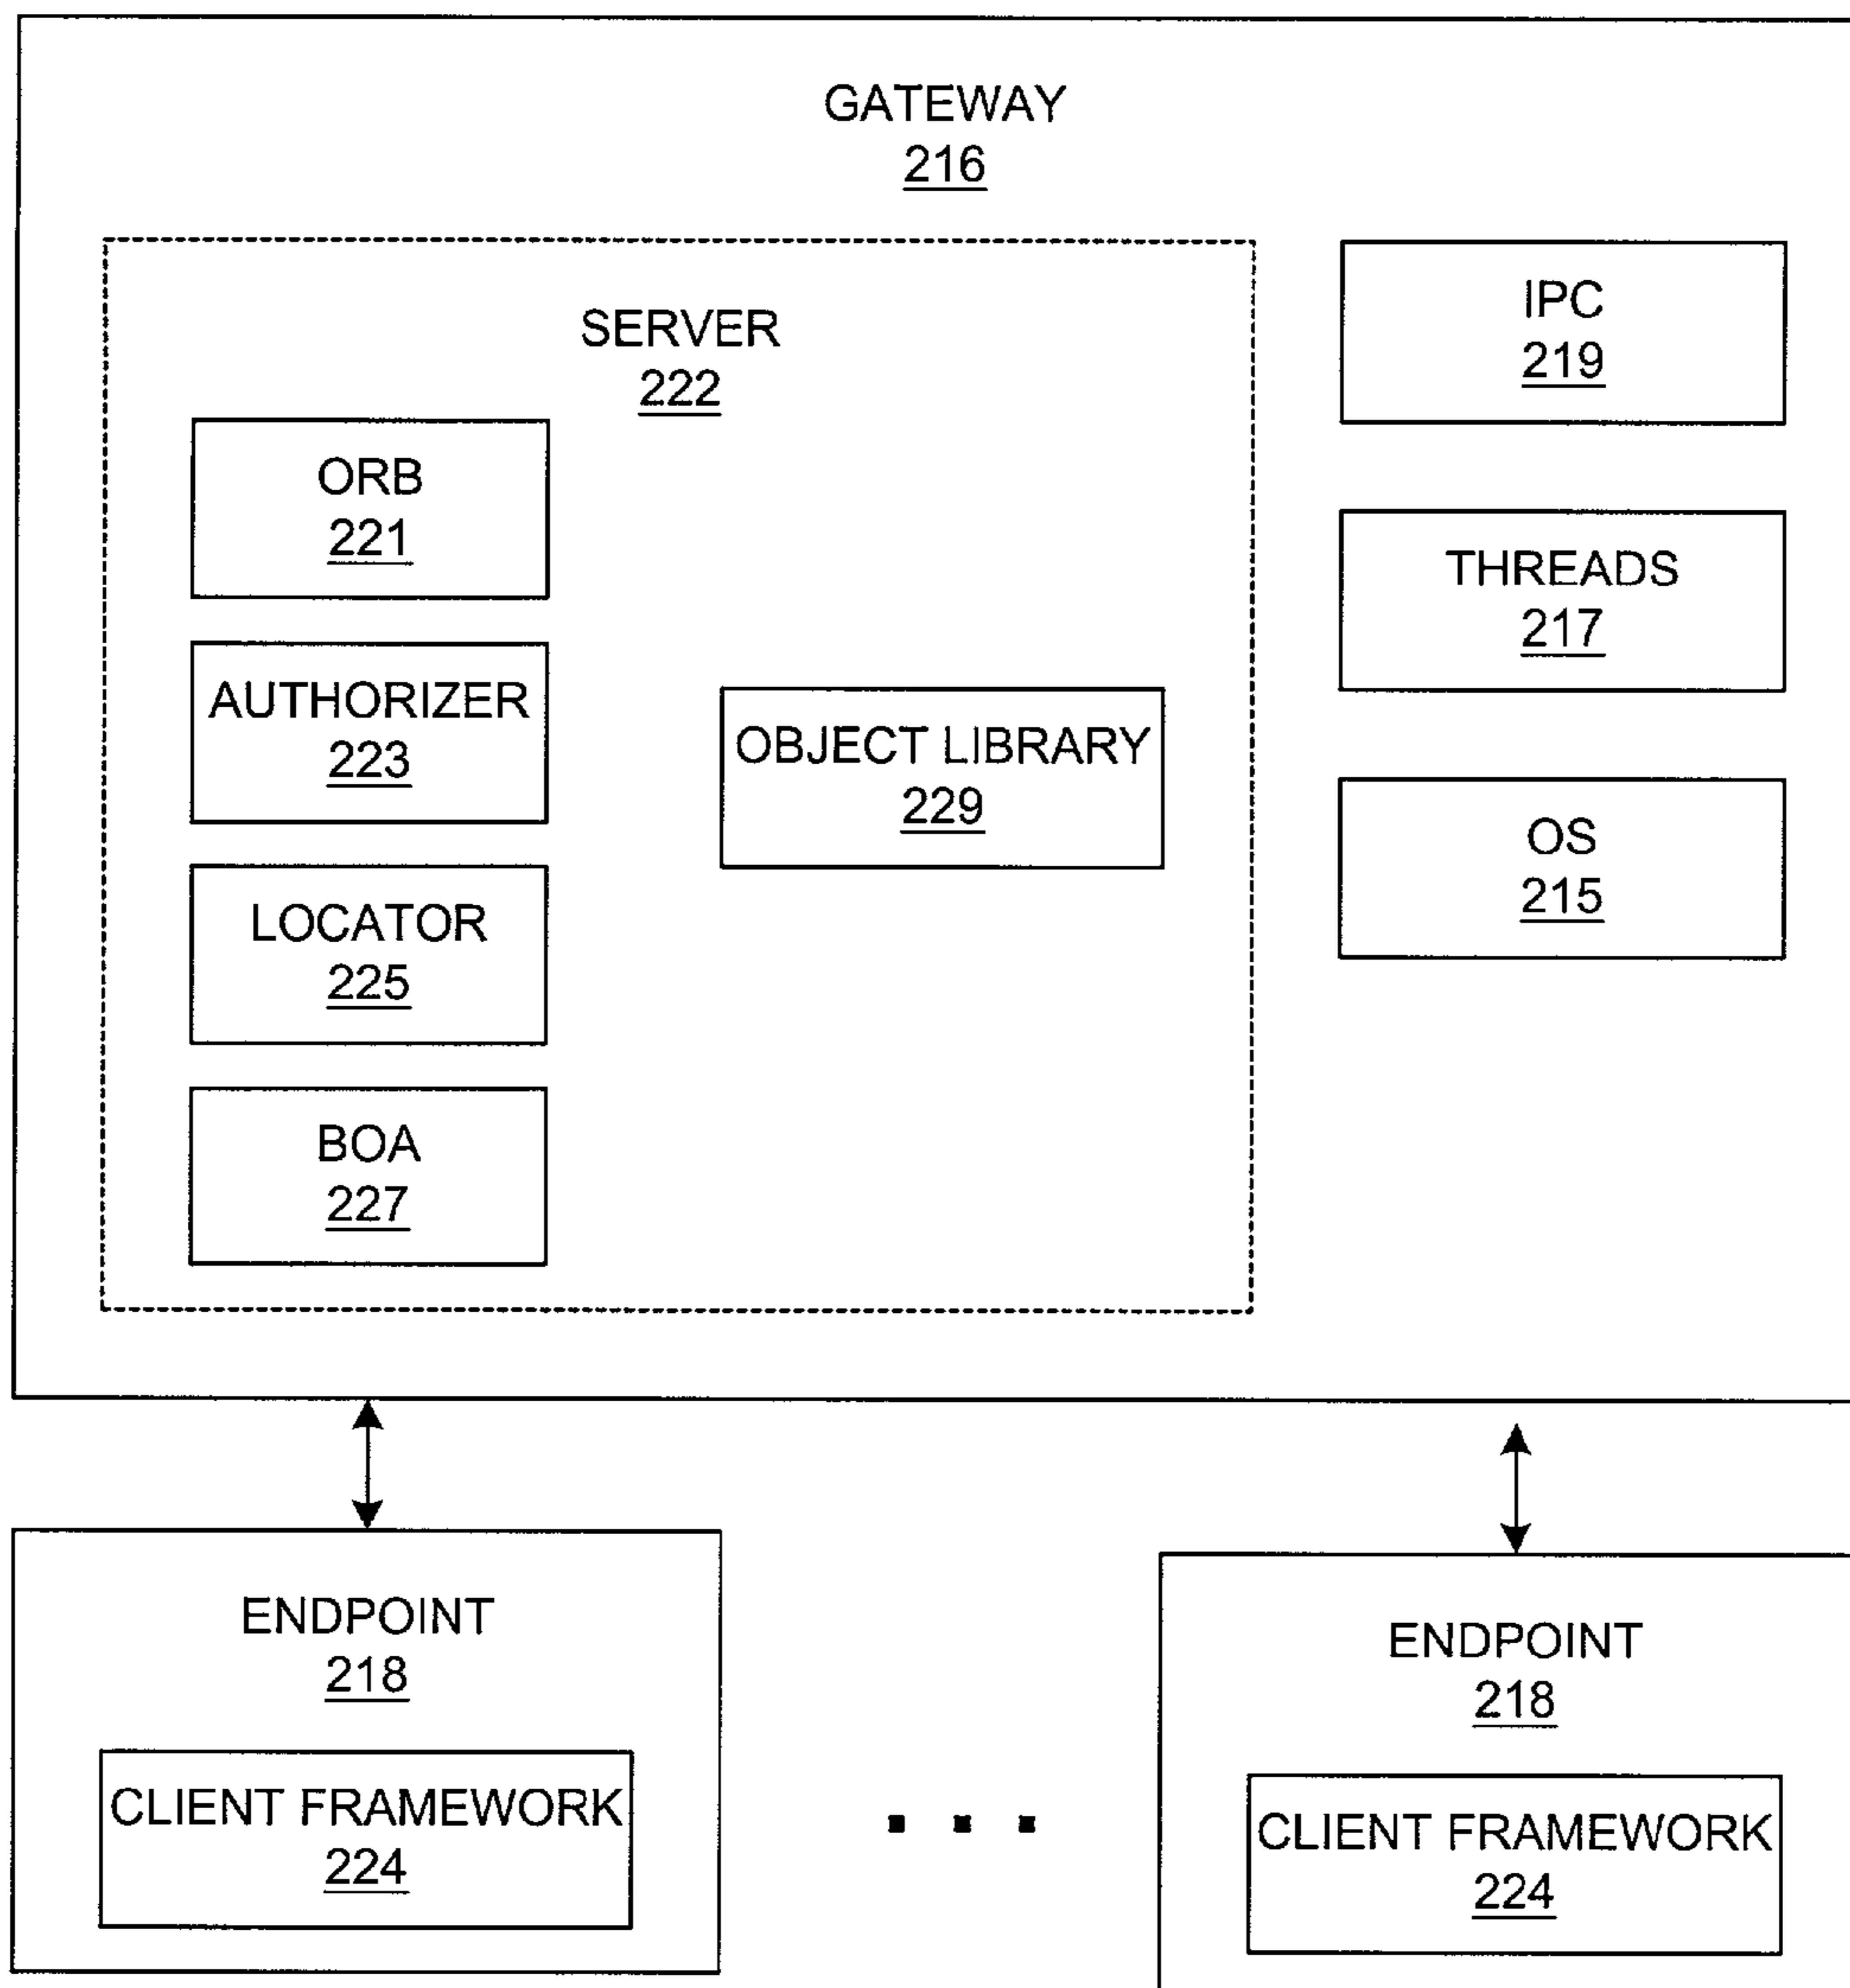 GATEWAY
216
SERVER
222
ORB
221
AUTHORIZER
223
LOCATOR
225
BOA
227
OBJECT LIBRARY
229
IPC
219
THREADS
217
OS
215
ENDPOINT
218
CLIENT FRAMEWORK
224
ENDPOINT
218
CLIENT FRAMEWORK
224